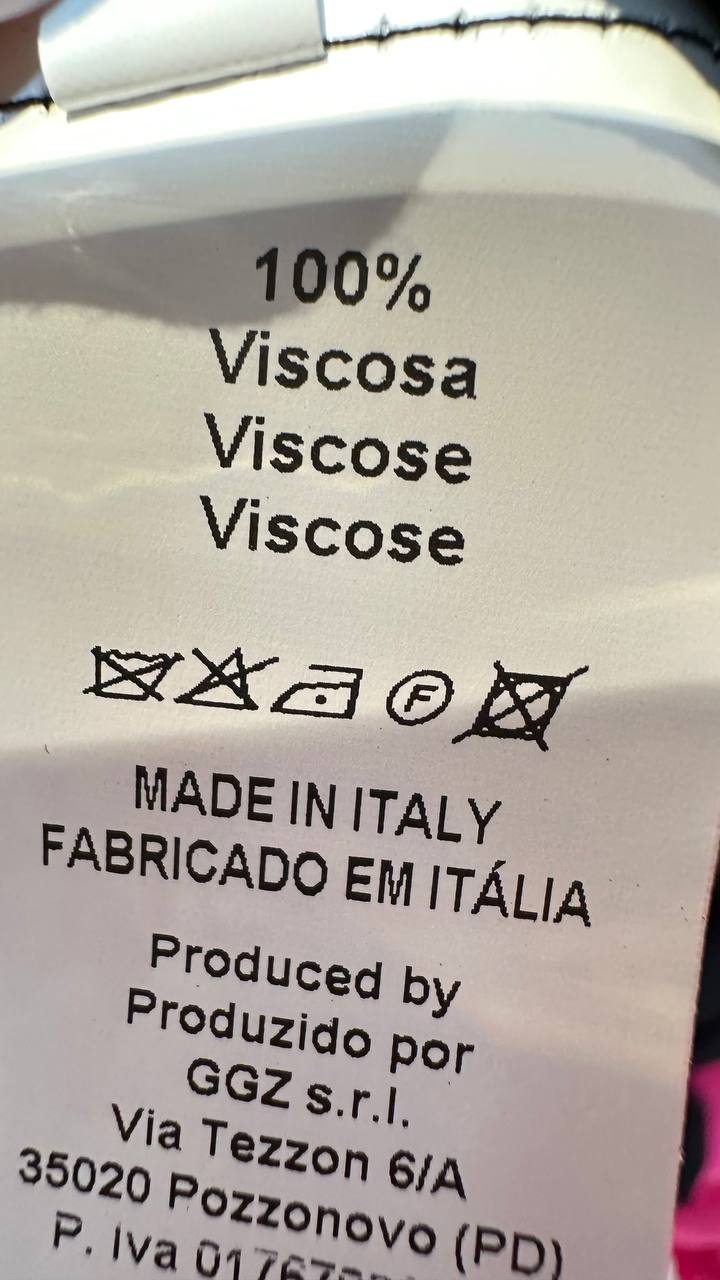 100%
Viscosa
Viscose
Viscose
F
MADE IN ITALY
FABRICADO EM ITÁLIA
Produced by
Produzido por
GGZ s.r.l.
Via Tezzon 6/A
35020 Pozzonovo (PD)
P. Iva